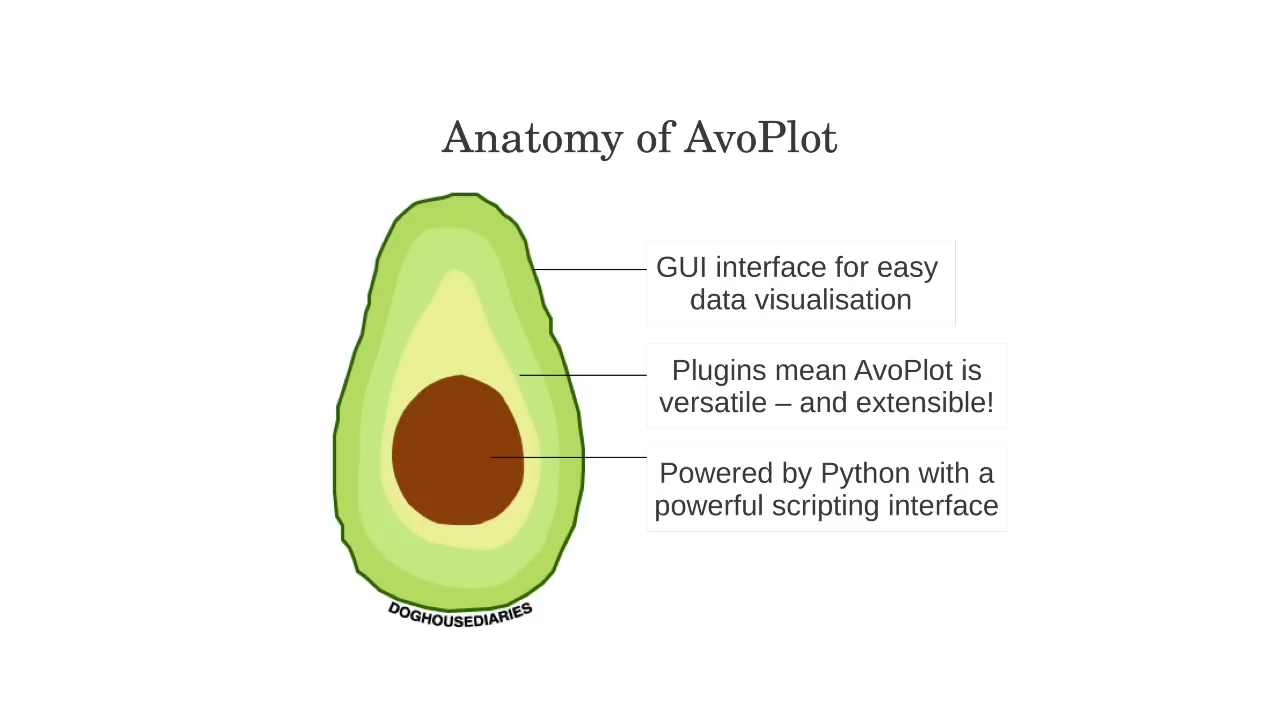 Anatomy of AvoPlot
GUI interface for easy
data visualisation
Plugins mean AvoPlot is
versatile – and extensible!
Powered by Python with a
powerful scripting interface
DOGHOUSEDIARIES